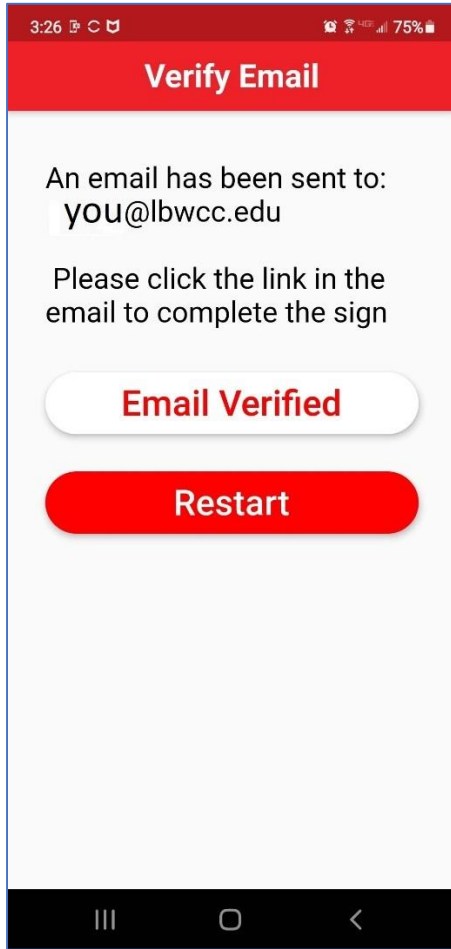 3:26 75%
Verify Email
An email has been sent to:
you@lbwcc.edu
Please click the link in the
email to complete the sign
Email Verified
Restart